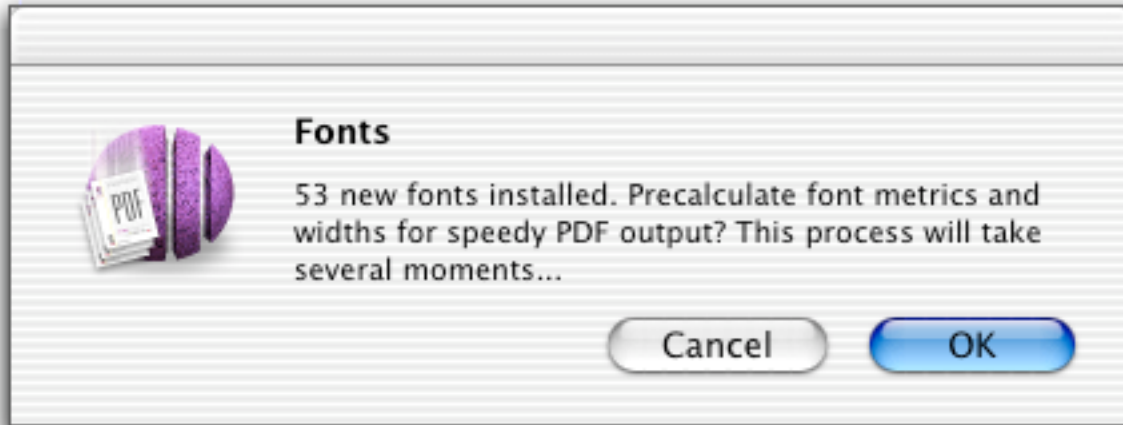 Fonts
53 new fonts installed. Precalculate font metrics and
widths for speedy PDF output? This process will take
several moments...
PDF
Cancel
OK